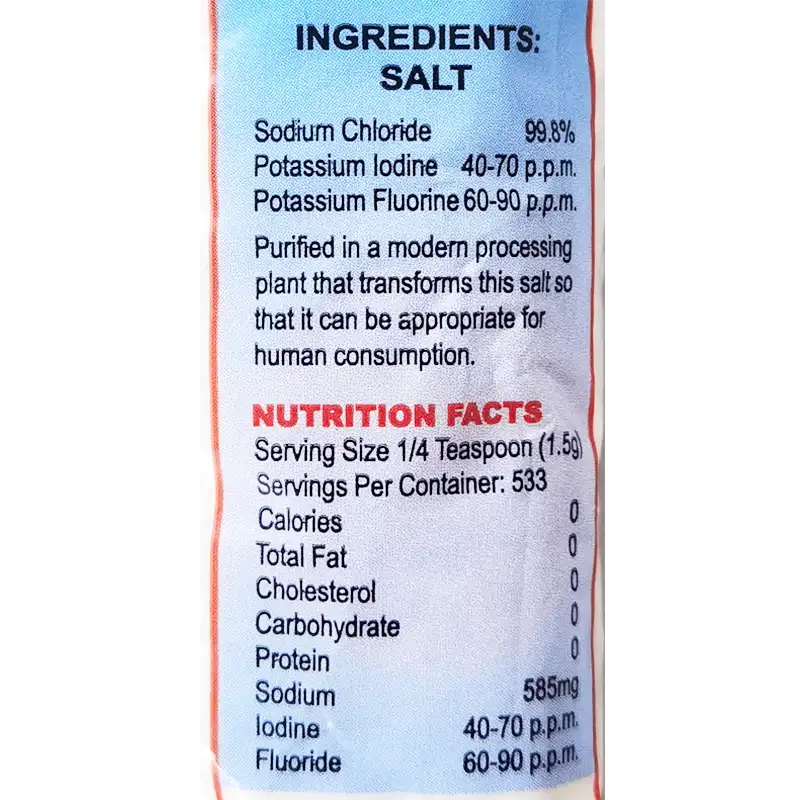 INGREDIENTS:
SALT
Sodium Chloride 99.8%
Potassium Iodine 40-70 p.p.m.
Potassium Fluorine 60-90 p.p.m.
Purified in a modern processing
plant that transforms this salt so
that it can be appropriate for
human consumption.
NUTRITION FACTS
Serving Size 1/4 Teaspoon (1.5g)
Servings Per Container: 533
Calories 0
Total Fat 0
Cholesterol 0
Carbohydrate 0
Protein 0
Sodium 585mg
Iodine 40-70 p.p.m.
Fluoride 60-90 p.p.m.